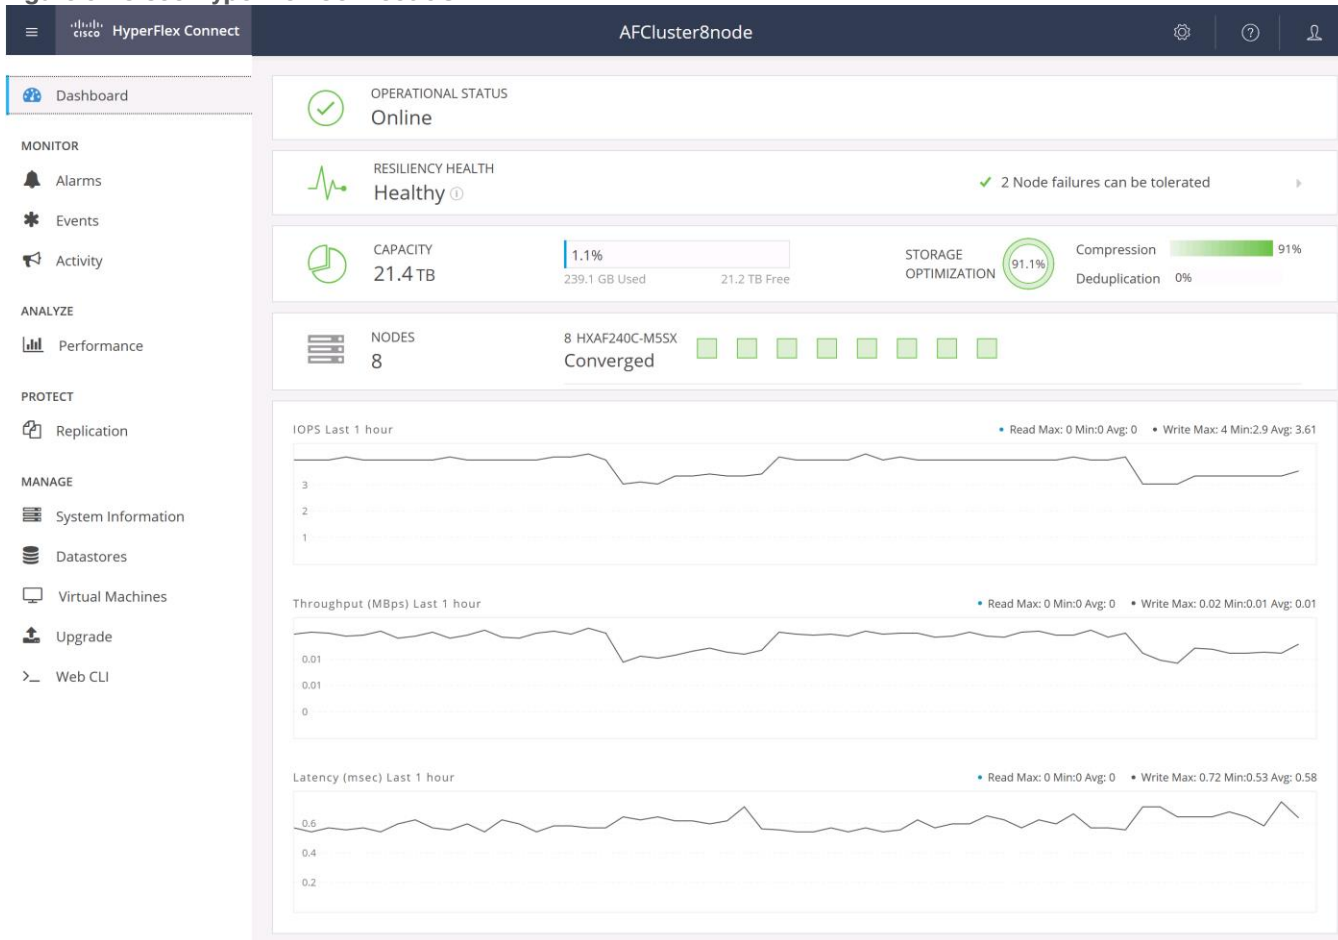 cisco HyperFlex Connect
AFCluster8node
Dashboard
MONITOR
Alarms
Events
Activity
ANALYZE
Performance
PROTECT
Replication
MANAGE
System Information
Datastores
Virtual Machines
Upgrade
>_ Web CLI
OPERATIONAL STATUS
Online
RESILIENCY HEALTH
Healthy
2 Node failures can be tolerated
CAPACITY
21.4 TB
1.1%
239.1 GB Used 21.2 TB Free
STORAGE
OPTIMIZATION
91.1%
Compression 91%
Deduplication 0%
NODES
8
8 HXAF240C-M5SX
Converged
IOPS Last 1 hour
• Read Max: 0 Min:0 Avg: 0 • Write Max: 4 Min:2.9 Avg: 3.61
3
2
1
Throughput (MBps) Last 1 hour
• Read Max: 0 Min:0 Avg: 0 • Write Max: 0.02 Min:0.01 Avg: 0.01
0.01
0.01
0
Latency (msec) Last 1 hour
• Read Max: 0 Min:0 Avg: 0 • Write Max: 0.72 Min:0.53 Avg: 0.58
0.6
0.4
0.2